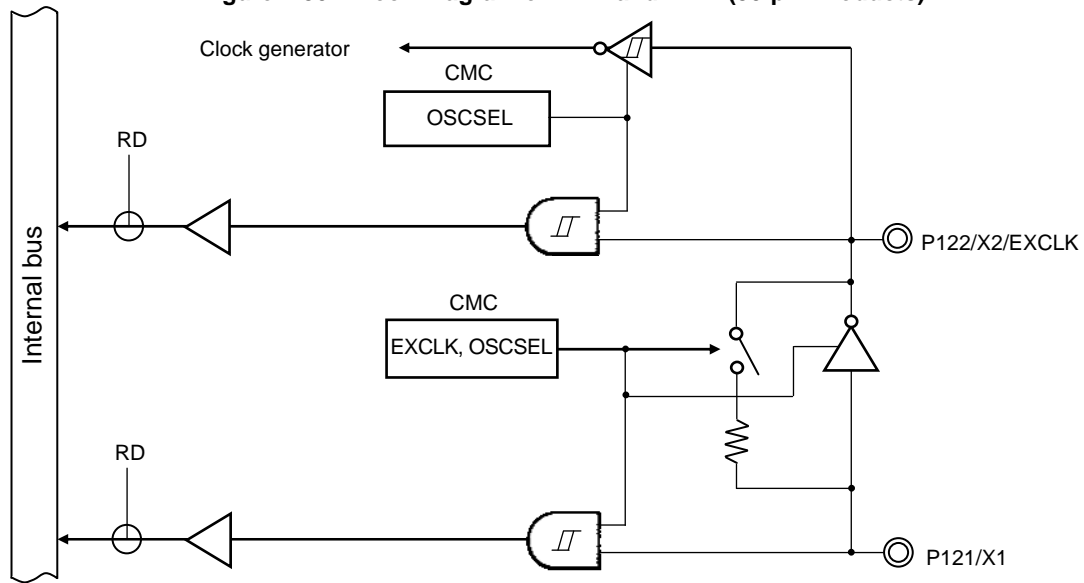 Clock generator
CMC
OSCSEL
RD
P122/X2/EXCLK
Internal bus
CMC
EXCLK, OSCSEL
RD
P121/X1